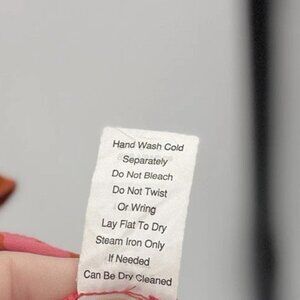 Hand Wash Cold
Separately
Do Not Bleach
Do Not Twist
Or Wring
Lay Flat To Dry
Steam Iron Only
If Needed
Can Be Dry Cleaned